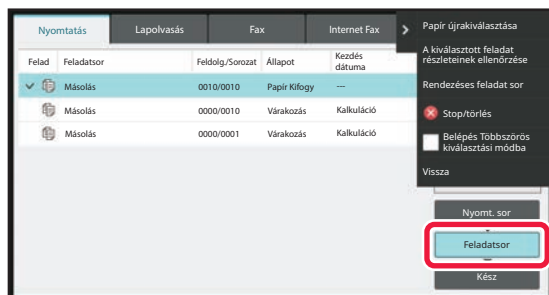 Nyomtatás Lapolvasás Fax Internet Fax
Felad Feladatsor Feldolg./Sorozat Állapot Kezdés dátuma
Másolás 0010/0010 Papír Kifogy ---
Másolás 0000/0010 Várakozás Kalkuláció
Másolás 0000/0001 Várakozás Kalkuláció
Papír újrakiválasztása
A kiválasztott feladat
részleteinek ellenőrzése
Rendezéses feladat sor
Stop/törlés
Belépés Többszörös
kiválasztási módba
Vissza
Nyomt. sor
Feladatsor
Kész